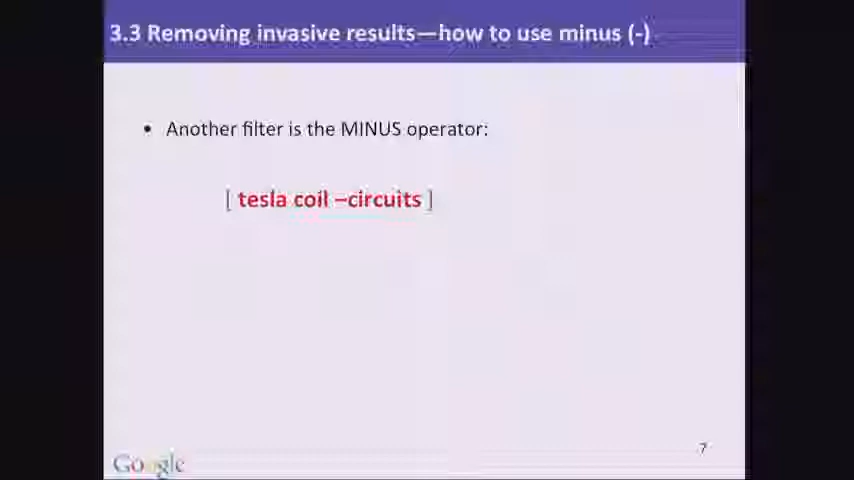 3.3 Removing invasive results—how to use minus (-)
• Another filter is the MINUS operator:
[ tesla coil –circuits ]
7
Google